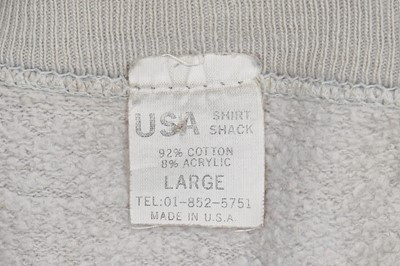 USA SHIRT SHACK
92% COTTON
8% ACRYLIC
LARGE
TEL:01-852-5751
MADE IN U.S.A.